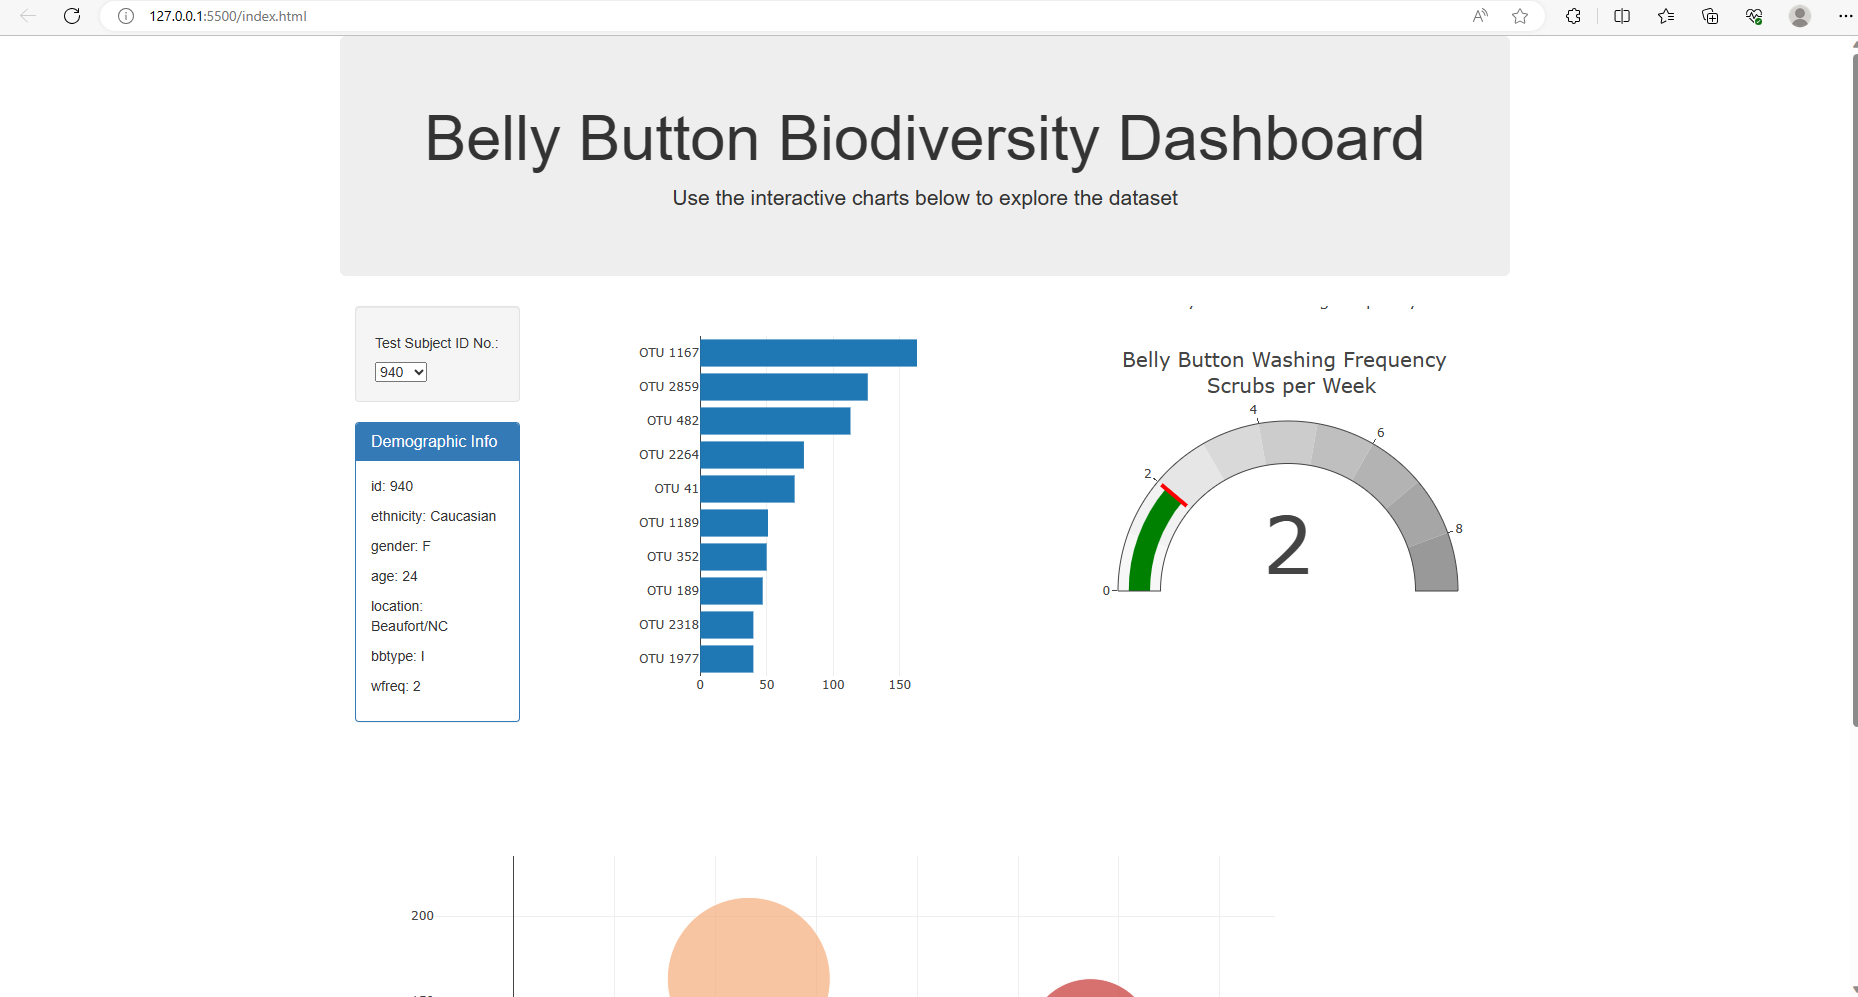 127.0.0.1:5500/index.html
Belly Button Biodiversity Dashboard
Use the interactive charts below to explore the dataset
Test Subject ID No.:
940
Demographic Info
id: 940
ethnicity: Caucasian
gender: F
age: 24
location:
Beaufort/NC
bbtype: I
wfreq: 2
OTU 1167
OTU 2859
OTU 482
OTU 2264
OTU 41
OTU 1189
OTU 352
OTU 189
OTU 2318
OTU 1977
0 50 100 150
Belly Button Washing Frequency
Scrubs per Week
0
2
4
6
8
2
200